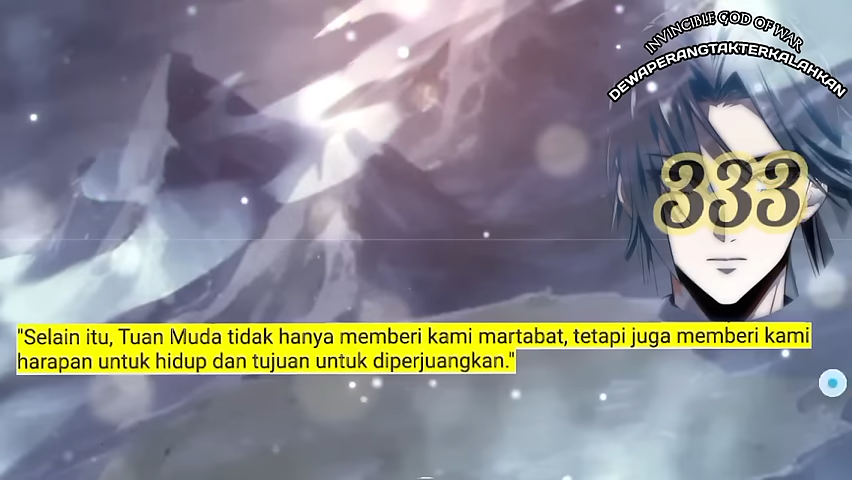 INVINCIBLE GOD OF WAR
DEWAPERANGTAKTERKALAHKAN
333
"Selain itu, Tuan Muda tidak hanya memberi kami martabat, tetapi juga memberi kami
harapan untuk hidup dan tujuan untuk diperjuangkan."